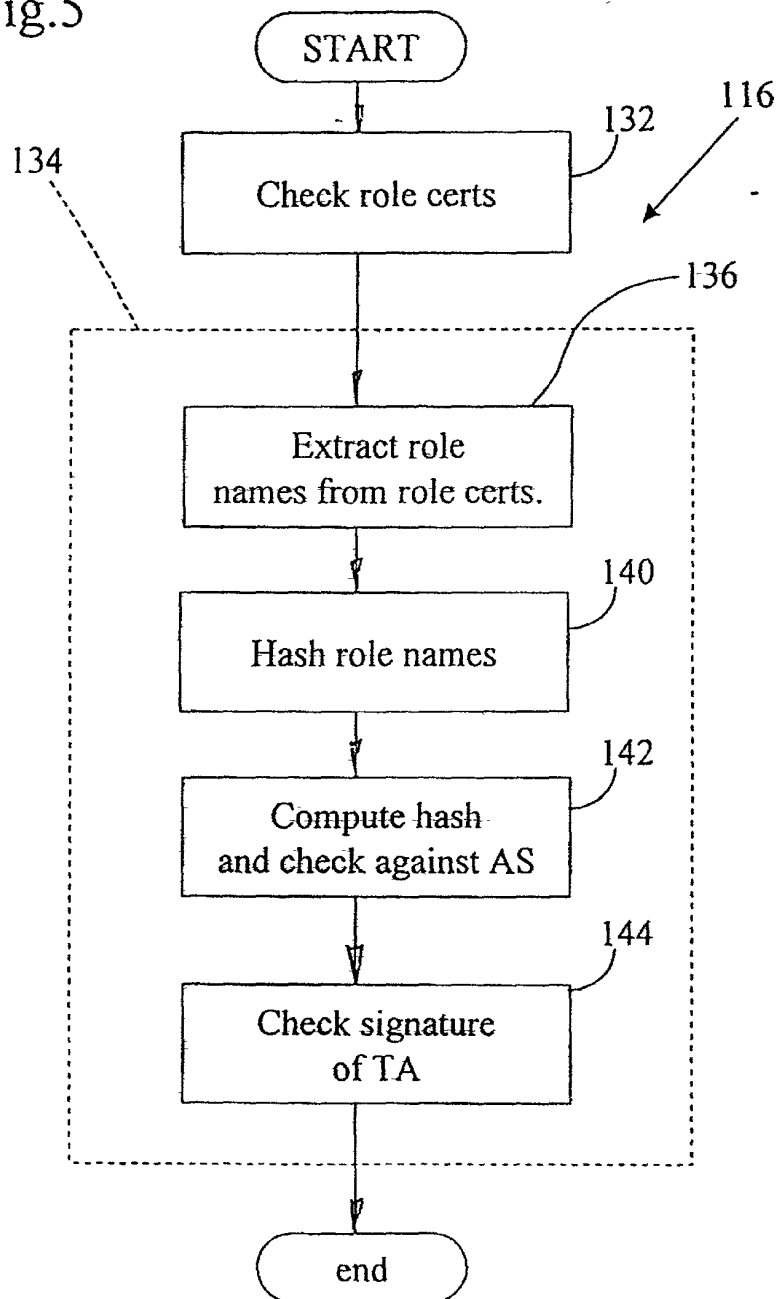 ig.5
START
116
132
134
Check role certs
136
Extract role
names from role certs.
140
Hash role names
142
Compute hash
and check against AS
144
Check signature
of TA
end